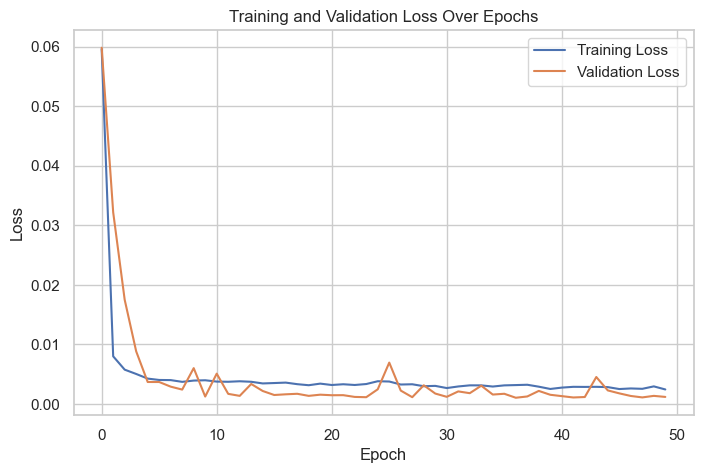 Training and Validation Loss Over Epochs
Training Loss
Validation Loss
0.06
0.05
0.04
0.03
0.02
0.01
0.00
Loss
0
10
20
30
40
50
Epoch